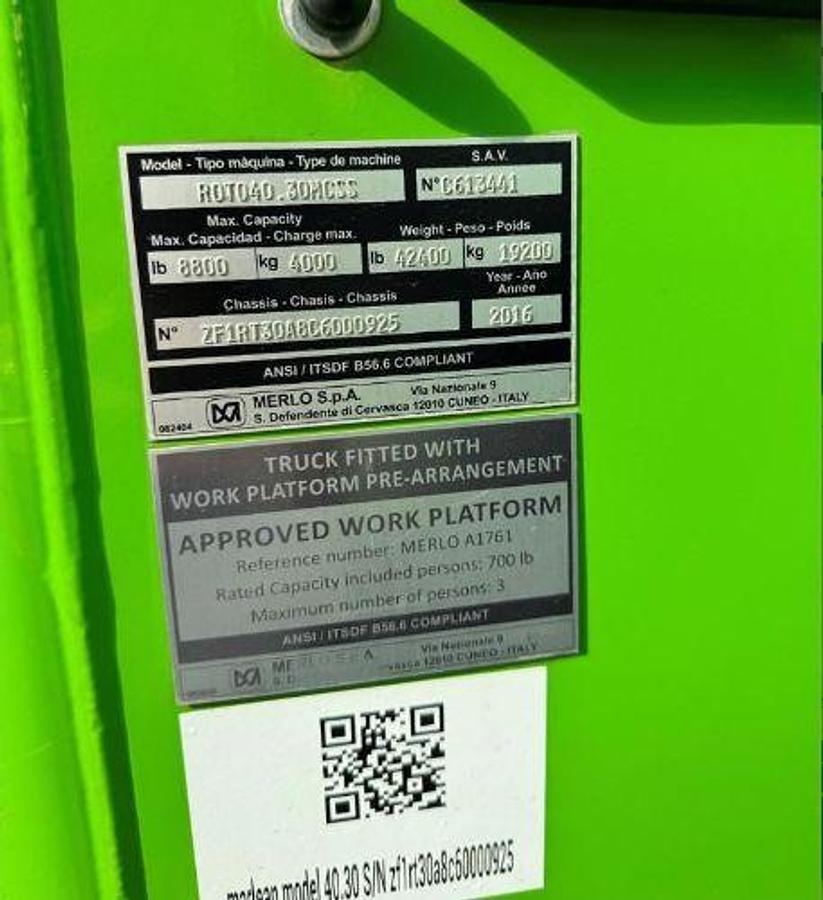 Model - Tipo màquina - Type de machine
S.A.V.
ROTO40.30MCSS
N° C613441
Max. Capacity
Max. Capacidad - Charge max.
Weight - Peso - Poids
lb 8800 kg 4000 lb 42400 kg 19200
Chassis - Chasis - Chassis
Year - Año
Annee
N° ZF1RT30A8C6000925
2016
ANSI / ITSDF B56.6 COMPLIANT
MERLO S.p.A. Via Nazionale 9
082404 S. Defendente di Cervasca 12010 CUNEO - ITALY
TRUCK FITTED WITH
WORK PLATFORM PRE-ARRANGEMENT
APPROVED WORK PLATFORM
Reference number: MERLO A1761
Rated Capacity included persons: 700 lb
Maximum number of persons: 3
ANSI / ITSDF B56.6 COMPLIANT
MERLO S.p.A. Via Nazionale 9
12010 CUNEO - ITALY
model 40.30 S/N zf1rt30a8c60000925